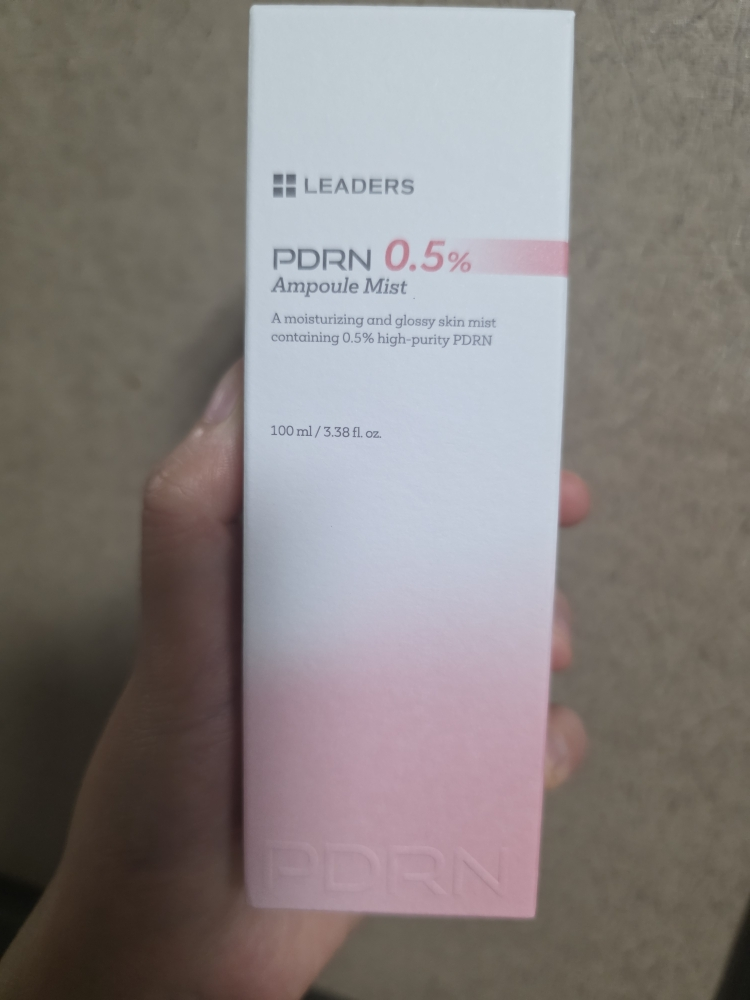 LEADERS
PDRN 0.5%
Ampoule Mist
A moisturizing and glossy skin mist
containing 0.5% high-purity PDRN
100 ml / 3.38 fl. oz.
PDRN